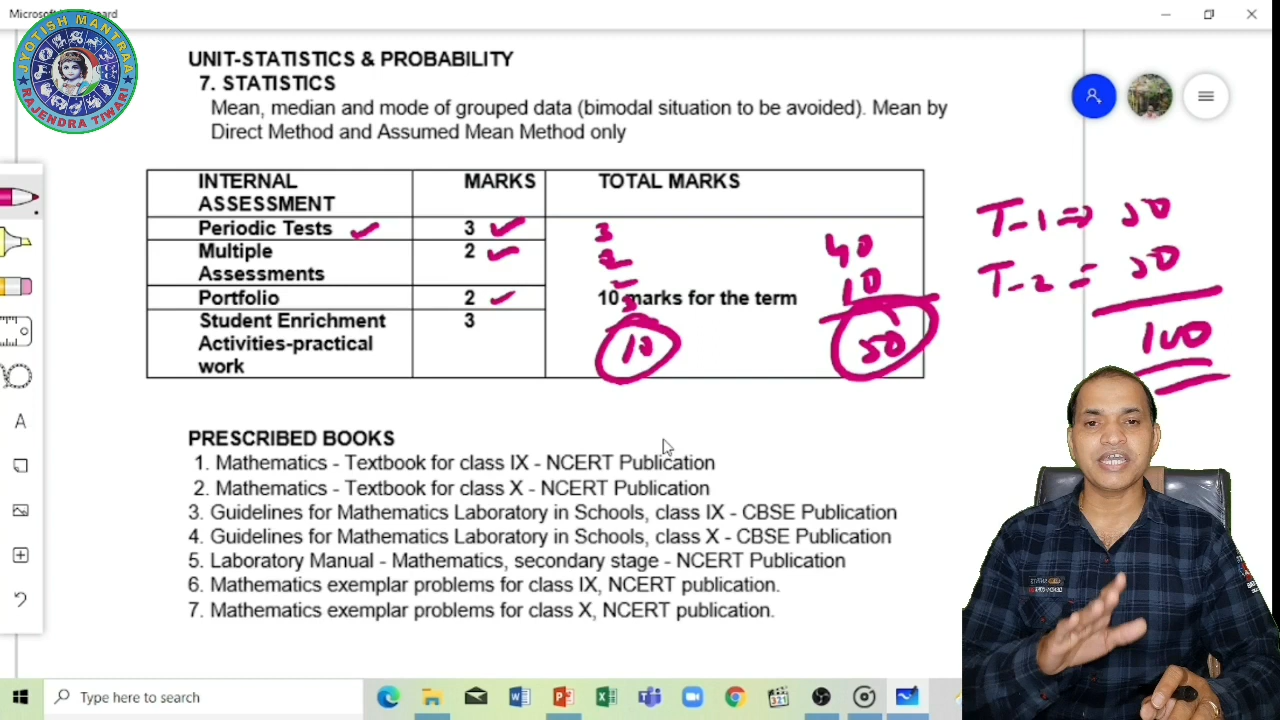 Microsoft Whiteboard
JYOTISH MANTRAA
RAJENDRA TIWARI
UNIT-STATISTICS & PROBABILITY
7. STATISTICS
Mean, median and mode of grouped data (bimodal situation to be avoided). Mean by
Direct Method and Assumed Mean Method only
INTERNAL ASSESSMENT MARKS TOTAL MARKS
Periodic Tests 3
Multiple Assessments 2
Portfolio 2 10 marks for the term
Student Enrichment Activities-practical work 3
3
2
3
10
40
10
50
T-1 => 50
T-2 = 50
100
PRESCRIBED BOOKS
1. Mathematics - Textbook for class IX - NCERT Publication
2. Mathematics - Textbook for class X - NCERT Publication
3. Guidelines for Mathematics Laboratory in Schools, class IX - CBSE Publication
4. Guidelines for Mathematics Laboratory in Schools, class X - CBSE Publication
5. Laboratory Manual - Mathematics, secondary stage - NCERT Publication
6. Mathematics exemplar problems for class IX, NCERT publication.
7. Mathematics exemplar problems for class X, NCERT publication.
Type here to search
321